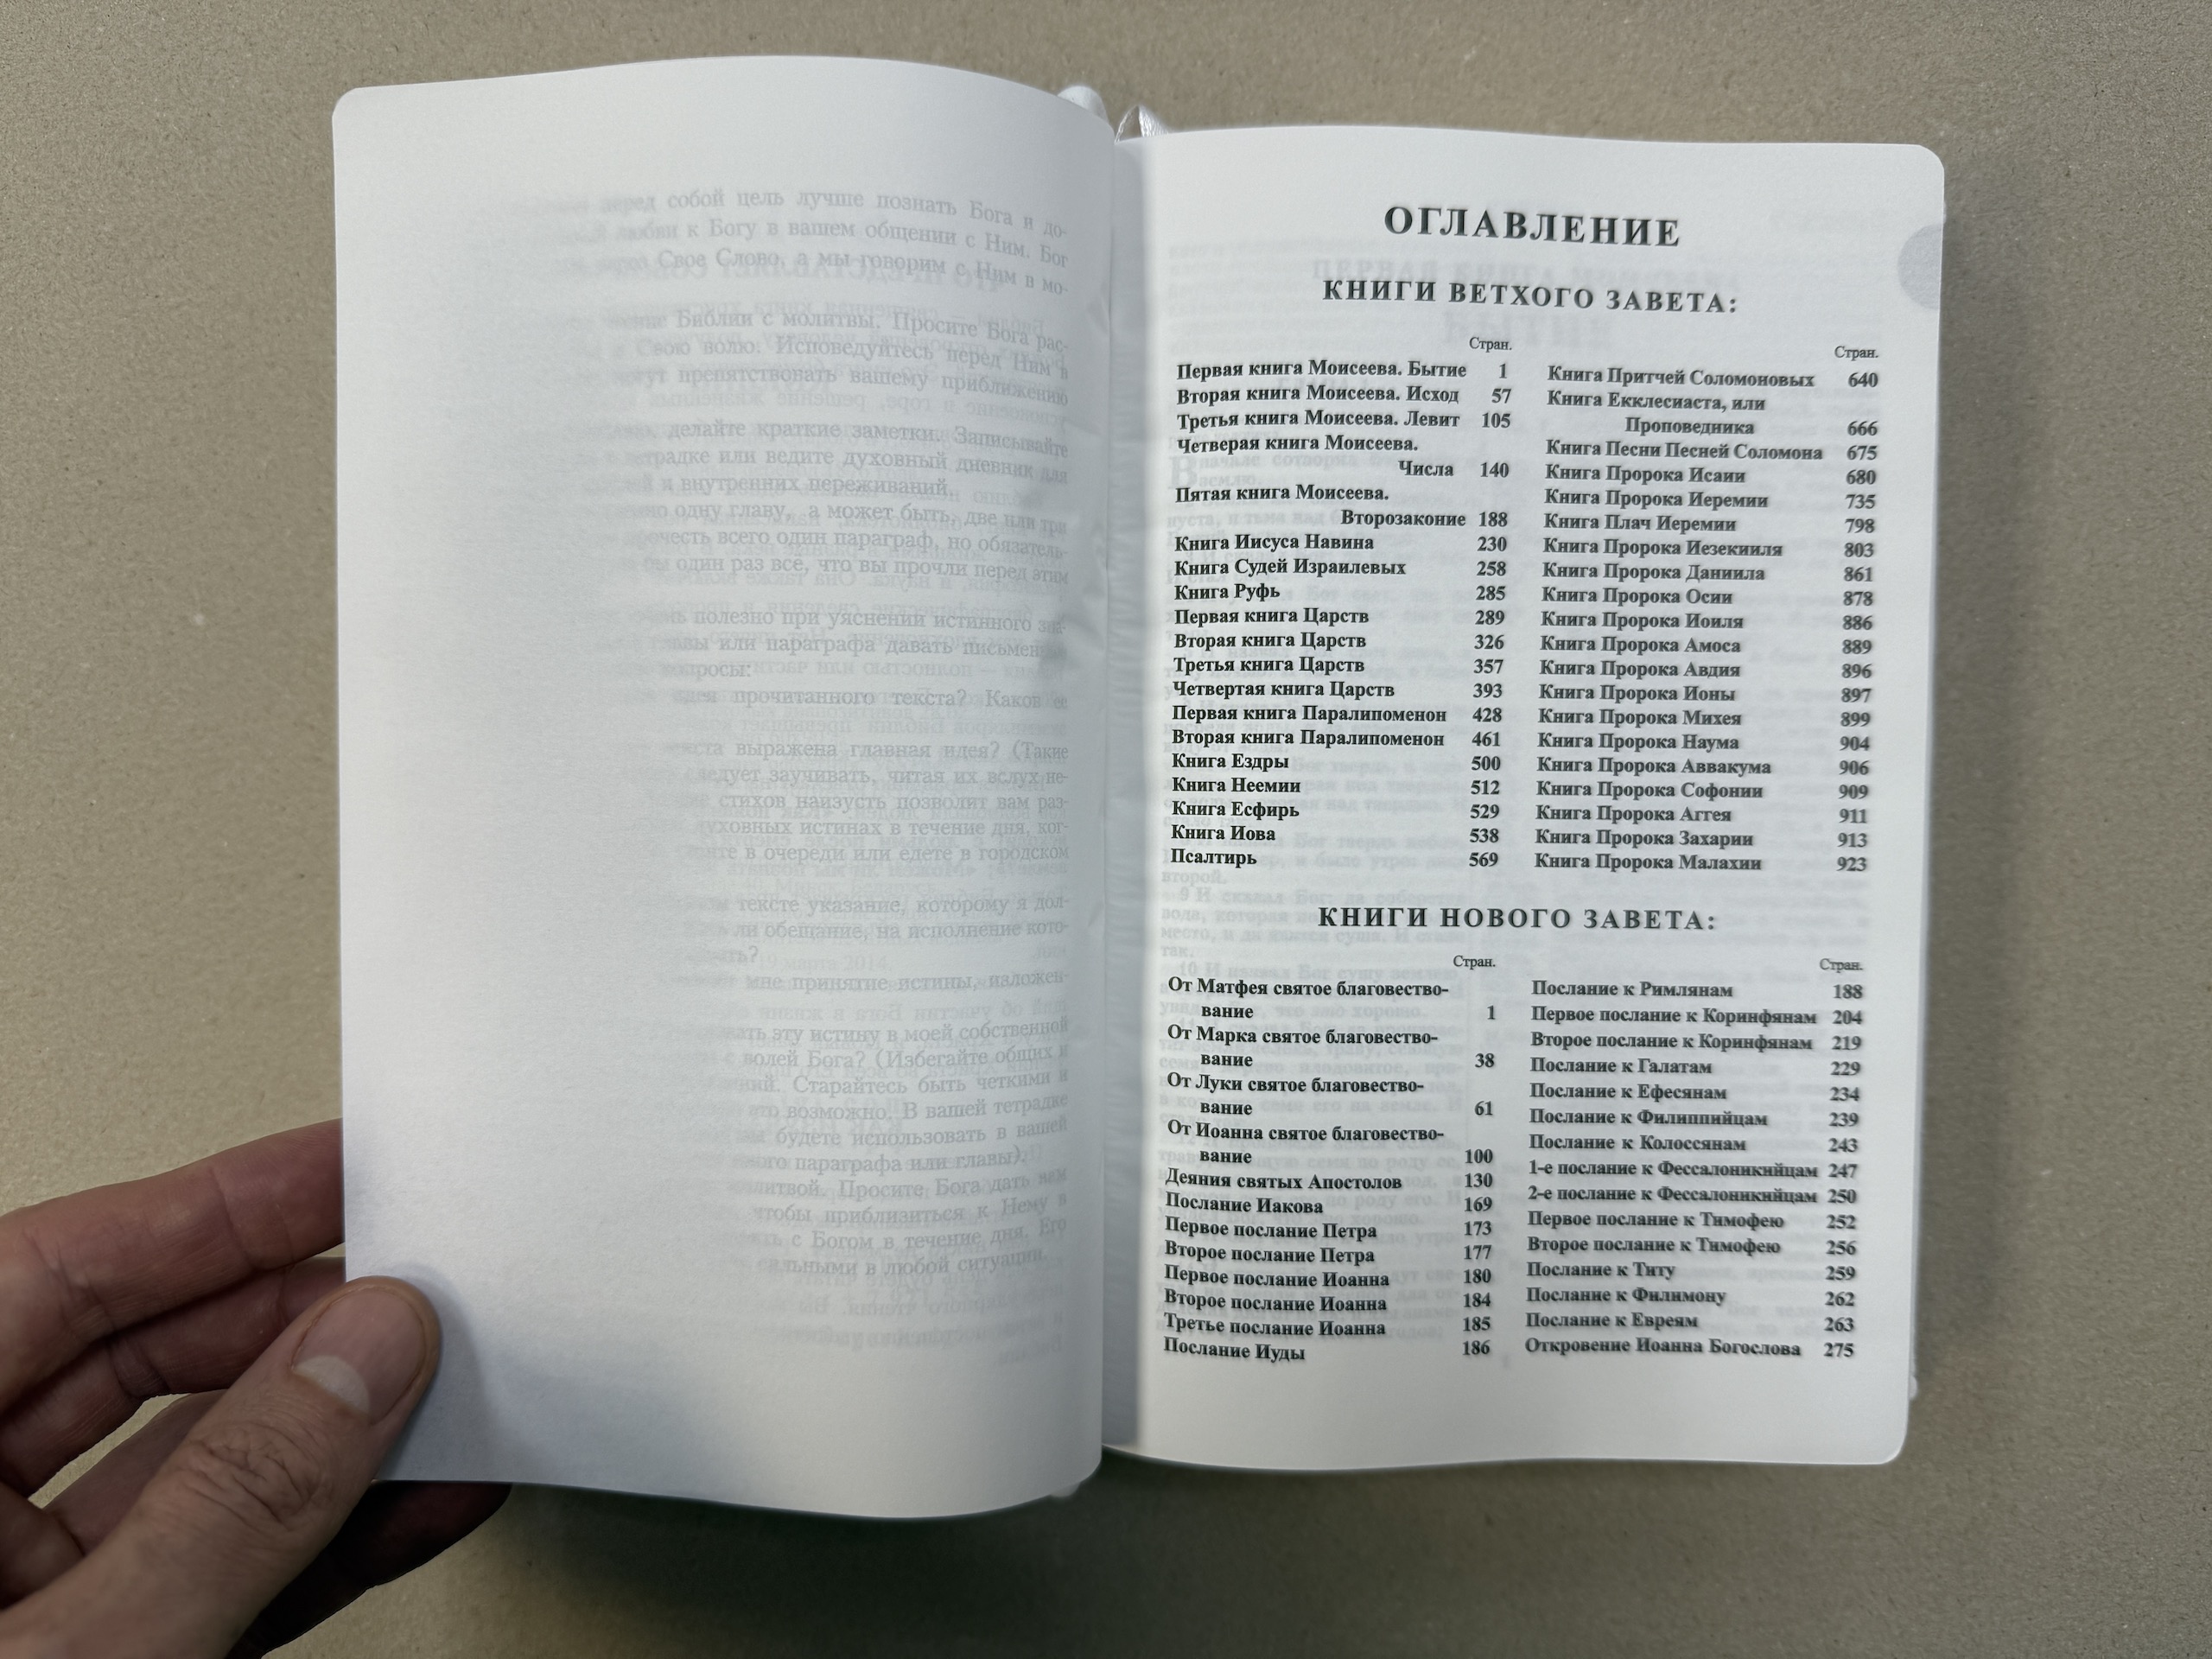 перед собой цель лучше познать Бога и до-
любви к Богу в вашем общении с Ним. Бог
Свое Слово, а мы говорим с Ним в мо-
Библии с молитвы. Просите Бога рас-
Свою волю. Исповедуйтесь перед Ним в
могут препятствовать вашему приближению
делайте краткие заметки. Записывайте
тетрадке или ведите духовный дневник для
и внутренних переживаний.
одну главу, а может быть, две или три
прочесть всего один параграф, но обязатель-
бы один раз все, что вы прочли перед этим
полезно при уяснении истинного зна-
или параграфа давать письменные
вопросы:
идея прочитанного текста? Какова ее
выражена главная идея? (Такие
следует заучивать, читая их вслух не-
стихов наизусть позволит вам раз-
духовных истинах в течение дня, ког-
в очереди или едете в городском
тексте указание, которому я дол-
ли обещание, на исполнение кото-
мне принятие истины, изложен-
эту истину в моей собственной
с волей Бога? (Избегайте общих и
Старайтесь быть четкими и
это возможно. В вашей тетрадке
будете использовать в вашей
параграфа или главы).
молитвой. Просите Бога дать вам
чтобы приблизиться к Нему в
с Богом в течение дня. Его
сильными в любой ситуации.
ОГЛАВЛЕНИЕ
КНИГИ ВЕТХОГО ЗАВЕТА:
Стран.
Первая книга Моисеева. Бытие 1
Вторая книга Моисеева. Исход 57
Третья книга Моисеева. Левит 105
Четверая книга Моисеева.
Числа 140
Пятая книга Моисеева.
Второзаконие 188
Книга Иисуса Навина 230
Книга Судей Израилевых 258
Книга Руфь 285
Первая книга Царств 289
Вторая книга Царств 326
Третья книга Царств 357
Четвертая книга Царств 393
Первая книга Паралипоменон 428
Вторая книга Паралипоменон 461
Книга Ездры 500
Книга Неемии 512
Книга Есфирь 529
Книга Иова 538
Псалтирь 569
Стран.
Книга Притчей Соломоновых 640
Книга Екклесиаста, или
Проповедника 666
Книга Песни Песней Соломона 675
Книга Пророка Исаии 680
Книга Пророка Иеремии 735
Книга Плач Иеремии 798
Книга Пророка Иезекииля 803
Книга Пророка Даниила 861
Книга Пророка Осии 878
Книга Пророка Иоиля 886
Книга Пророка Амоса 889
Книга Пророка Авдия 896
Книга Пророка Ионы 897
Книга Пророка Михея 899
Книга Пророка Наума 904
Книга Пророка Аввакума 906
Книга Пророка Софонии 909
Книга Пророка Аггея 911
Книга Пророка Захарии 913
Книга Пророка Малахии 923
КНИГИ НОВОГО ЗАВЕТА:
Стран.
От Матфея святое благовество-
вание 1
От Марка святое благовество-
вание 38
От Луки святое благовество-
вание 61
От Иоанна святое благовество-
вание 100
Деяния святых Апостолов 130
Послание Иакова 169
Первое послание Петра 173
Второе послание Петра 177
Первое послание Иоанна 180
Второе послание Иоанна 184
Третье послание Иоанна 185
Послание Иуды 186
Стран.
Послание к Римлянам 188
Первое послание к Коринфянам 204
Второе послание к Коринфянам 219
Послание к Галатам 229
Послание к Ефесянам 234
Послание к Филиппийцам 239
Послание к Колоссянам 243
1-е послание к Фессалоникийцам 247
2-е послание к Фессалоникийцам 250
Первое послание к Тимофею 252
Второе послание к Тимофею 256
Послание к Титу 259
Послание к Филимону 262
Послание к Евреям 263
Откровение Иоанна Богослова 275